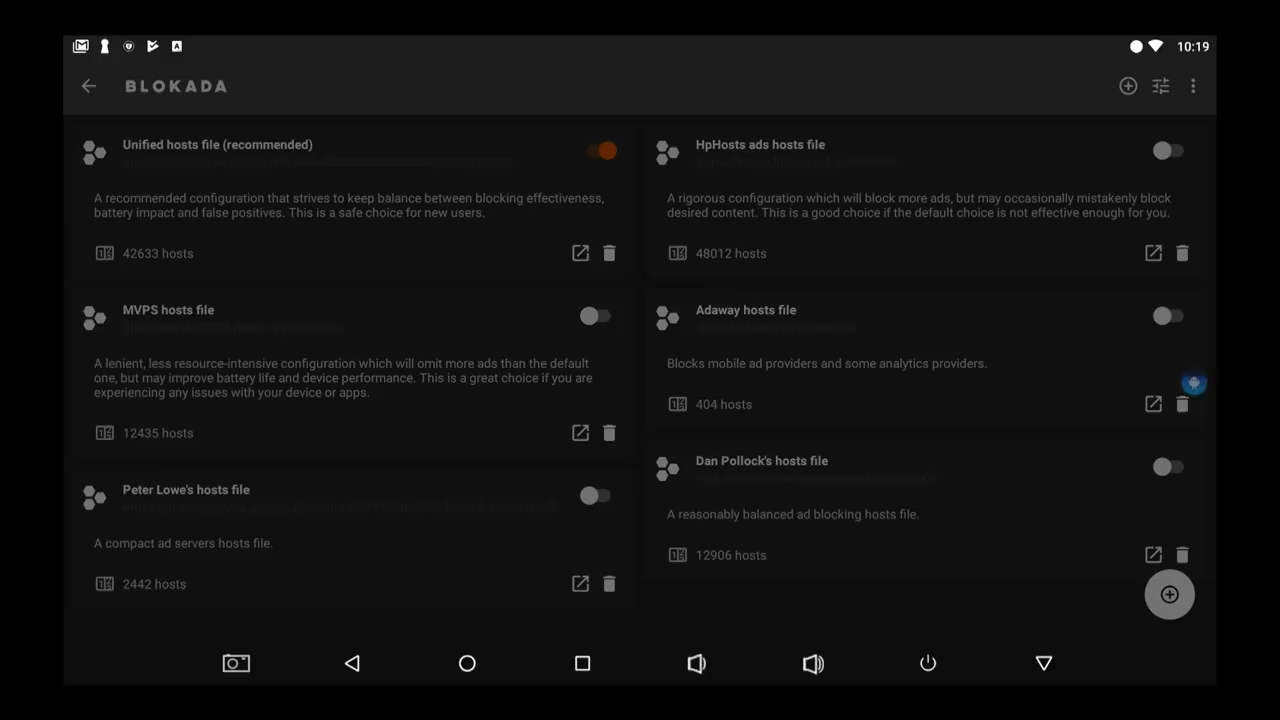 10:19
BLOKADA
Unified hosts file (recommended)
A recommended configuration that strives to keep balance between blocking effectiveness,
battery impact and false positives. This is a safe choice for new users.
42633 hosts
HpHosts ads hosts file
A rigorous configuration which will block more ads, but may occasionally mistakenly block
desired content. This is a good choice if the default choice is not effective enough for you.
48012 hosts
MVPS hosts file
A lenient, less resource-intensive configuration which will omit more ads than the default
one, but may improve battery life and device performance. This is a great choice if you are
experiencing any issues with your device or apps.
12435 hosts
Adaway hosts file
Blocks mobile ad providers and some analytics providers.
404 hosts
Peter Lowe's hosts file
A compact ad servers hosts file.
2442 hosts
Dan Pollock's hosts file
A reasonably balanced ad blocking hosts file.
12906 hosts